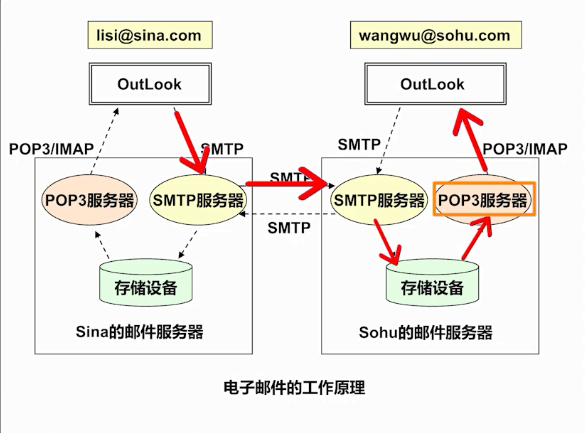 lisi@sina.com
wangwu@sohu.com
OutLook
OutLook
POP3/IMAP
SMTP
SMTP
POP3/IMAP
POP3服务器
SMTP服务器
SMTP
SMTP
SMTP服务器
POP3服务器
存储设备
存储设备
Sina的邮件服务器
Sohu的邮件服务器
电子邮件的工作原理